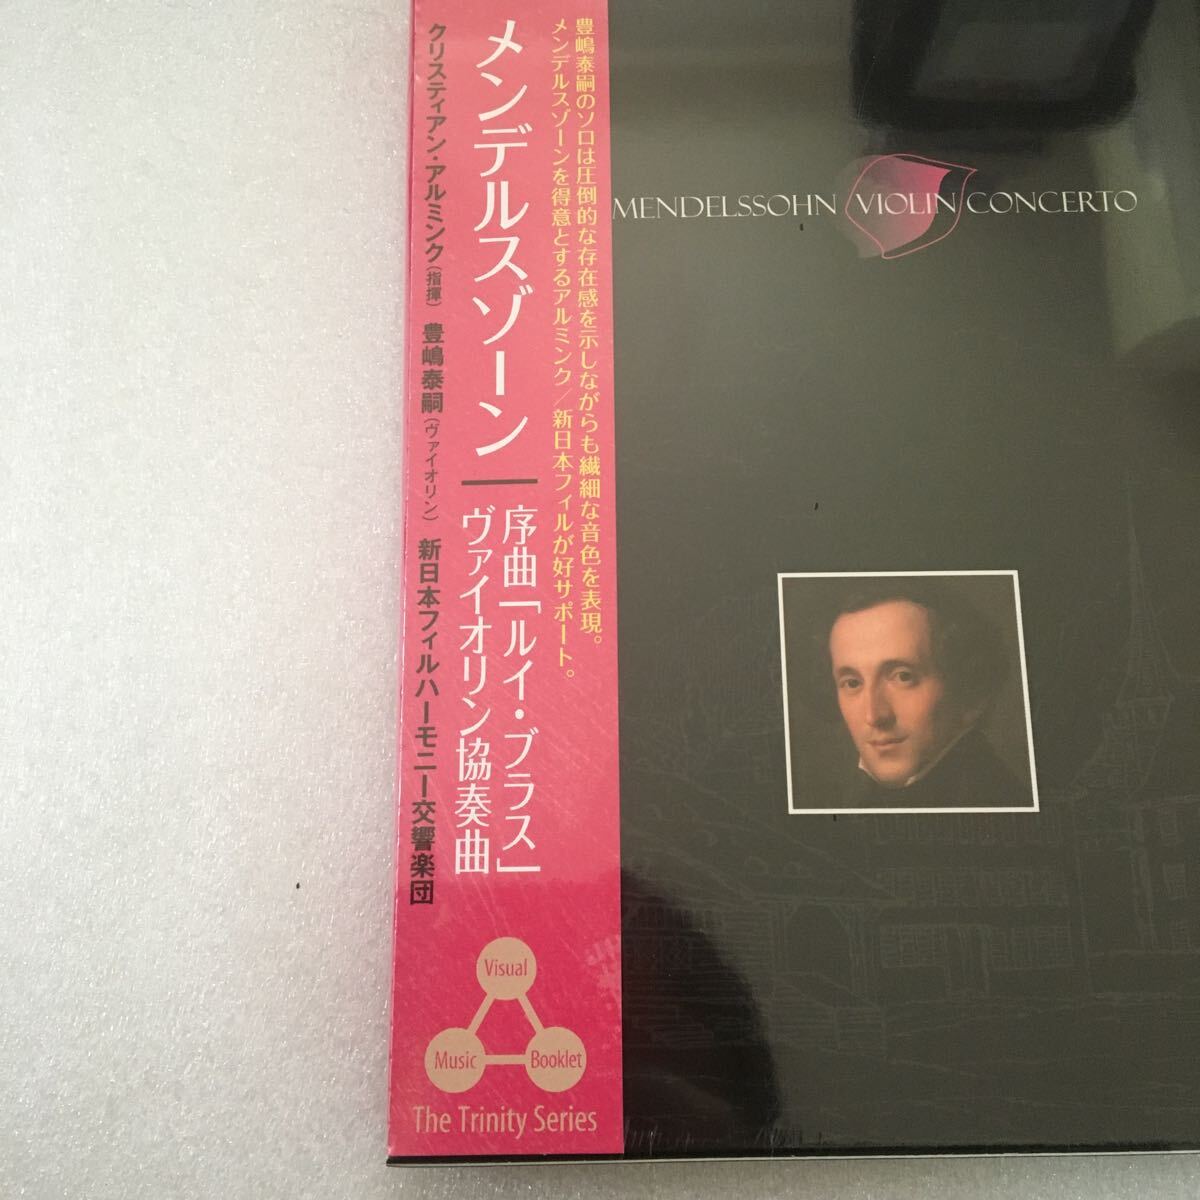 豊嶋泰嗣のソロは圧倒的な存在感を示しながらも繊細な音色を表現。
メンデルスゾーンを得意とするアルミンク／新日本フィルが好サポート。
メンデルスゾーン
序曲「ルイ・ブラス」
ヴァイオリン協奏曲
クリスティアン・アルミンク（指揮） 豊嶋泰嗣（ヴァイオリン） 新日本フィルハーモニー交響楽団
Visual
Music
Booklet
The Trinity Series
MENDELSSOHN VIOLIN CONCERTO